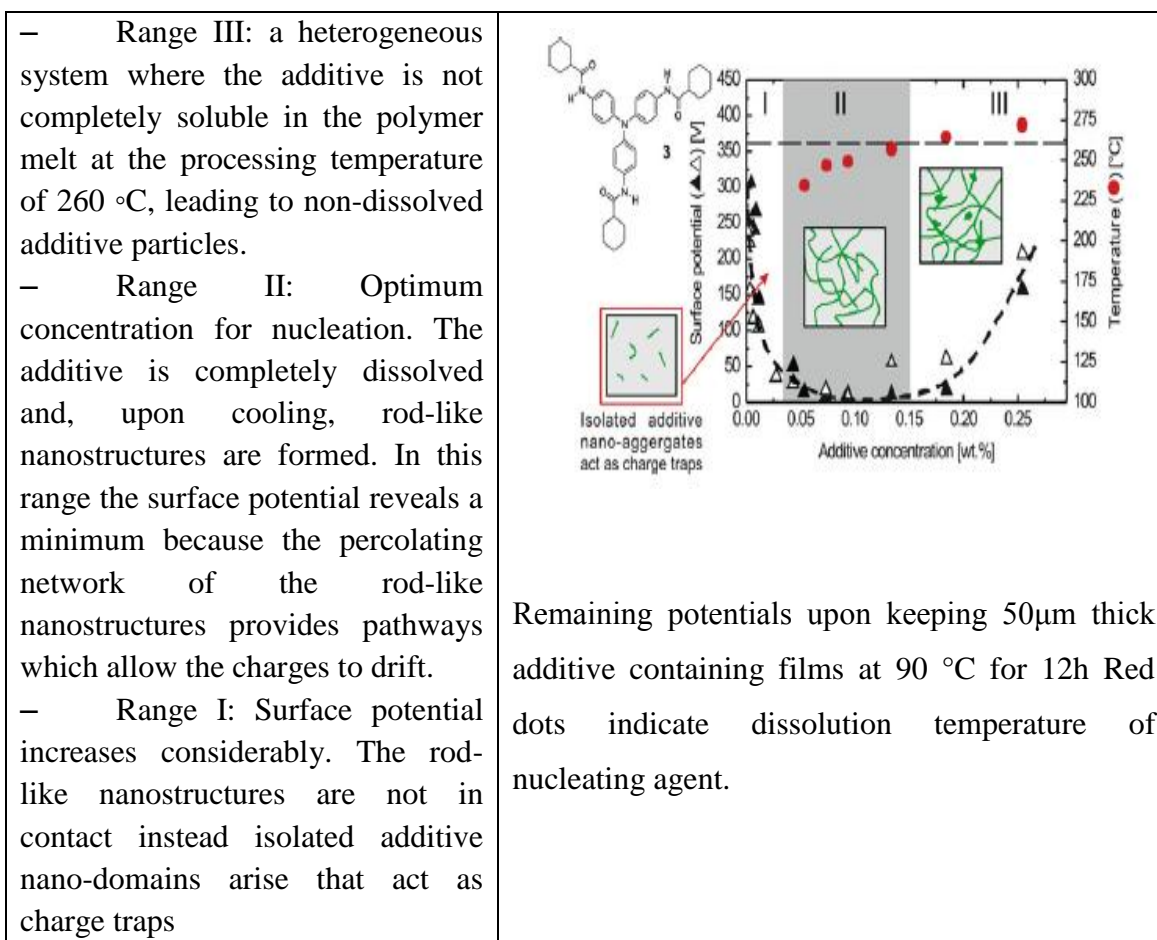 – Range III: a heterogeneous
system where the additive is not
completely soluble in the polymer
melt at the processing temperature
of 260 ◦C, leading to non-dissolved
additive particles.
– Range II: Optimum
concentration for nucleation. The
additive is completely dissolved
and, upon cooling, rod-like
nanostructures are formed. In this
range the surface potential reveals a
minimum because the percolating
network of the rod-like
nanostructures provides pathways
which allow the charges to drift.
– Range I: Surface potential
increases considerably. The rod-
like nanostructures are not in
contact instead isolated additive
nano-domains arise that act as
charge traps
O
N
H
H
N
O
N
3
O
N
H
450
400
350
300
250
200
150
100
50
0
Surface potential (▲△) [V]
I
II
III
300
275
250
225
200
175
150
125
100
Temperature (●) [°C]
0.00 0.05 0.10 0.15 0.20 0.25
Additive concentration [wt.%]
Isolated additive
nano-aggergates
act as charge traps
Remaining potentials upon keeping 50μm thick
additive containing films at 90 °C for 12h Red
dots indicate dissolution temperature of
nucleating agent.